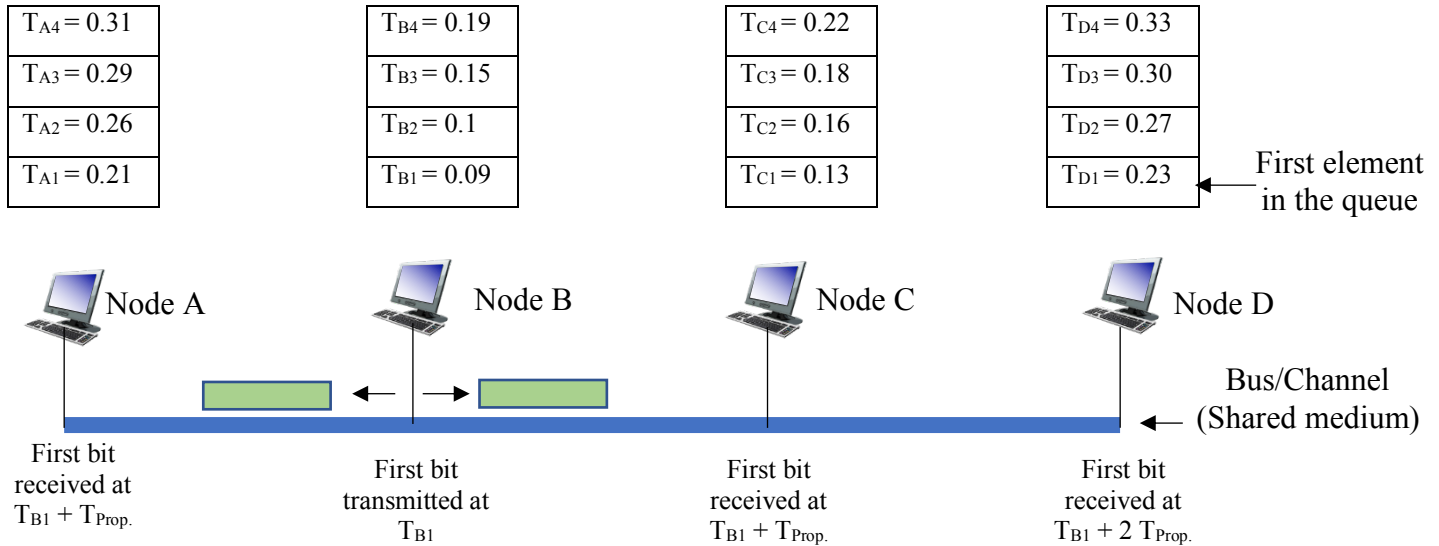 TA4 = 0.31
TA3 = 0.29
TA2 = 0.26
TA1 = 0.21
TB4 = 0.19
TB3 = 0.15
TB2 = 0.1
TB1 = 0.09
TC4 = 0.22
TC3 = 0.18
TC2 = 0.16
TC1 = 0.13
TD4 = 0.33
TD3 = 0.30
TD2 = 0.27
TD1 = 0.23
First element
in the queue
Node A
Node B
Node C
Node D
Bus/Channel
(Shared medium)
First bit
received at
TB1 + TProp.
First bit
transmitted at
TB1
First bit
received at
TB1 + TProp.
First bit
received at
TB1 + 2 TProp.